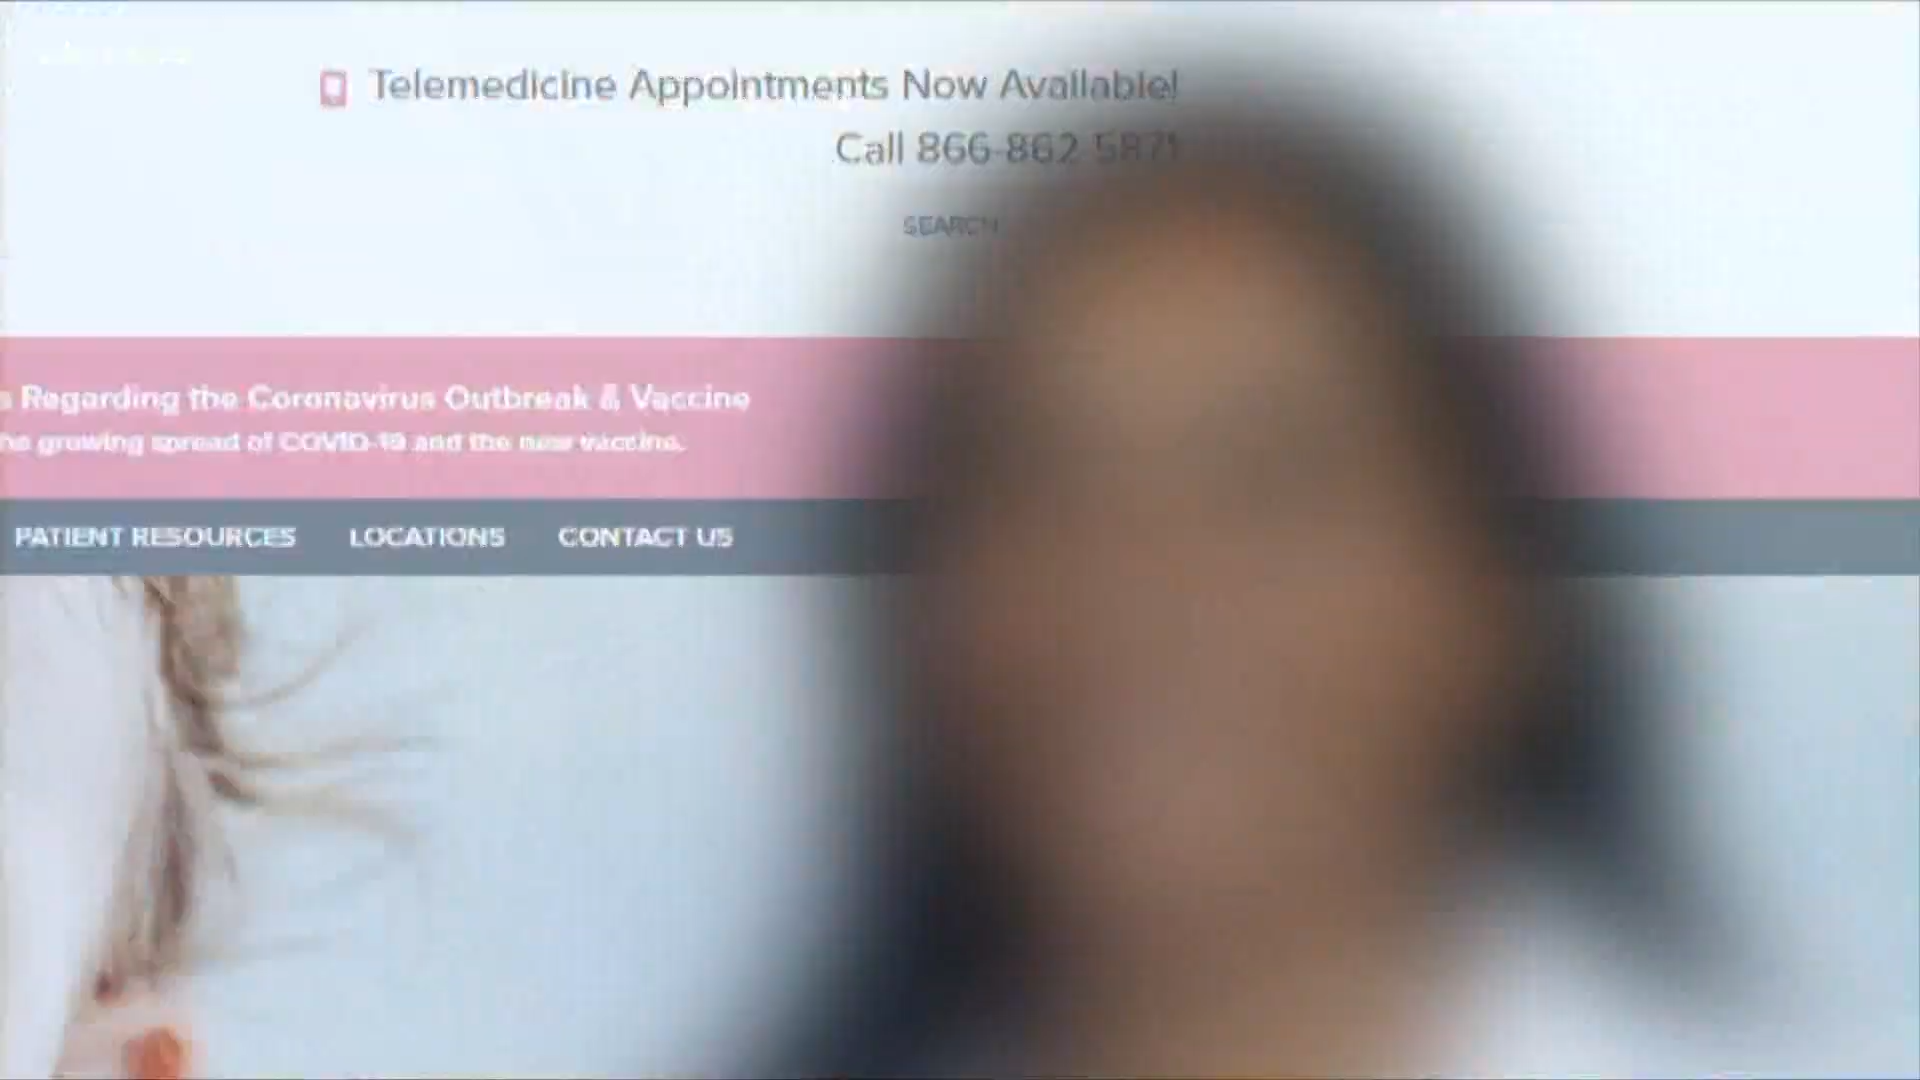 Telemedicine Appointments Now Available!
Call 866-862-5871
SEARCH
Regarding the Coronavirus Outbreak & Vaccine
growing spread of COVID-19 and the new vaccine.
PATIENT RESOURCES LOCATIONS CONTACT US